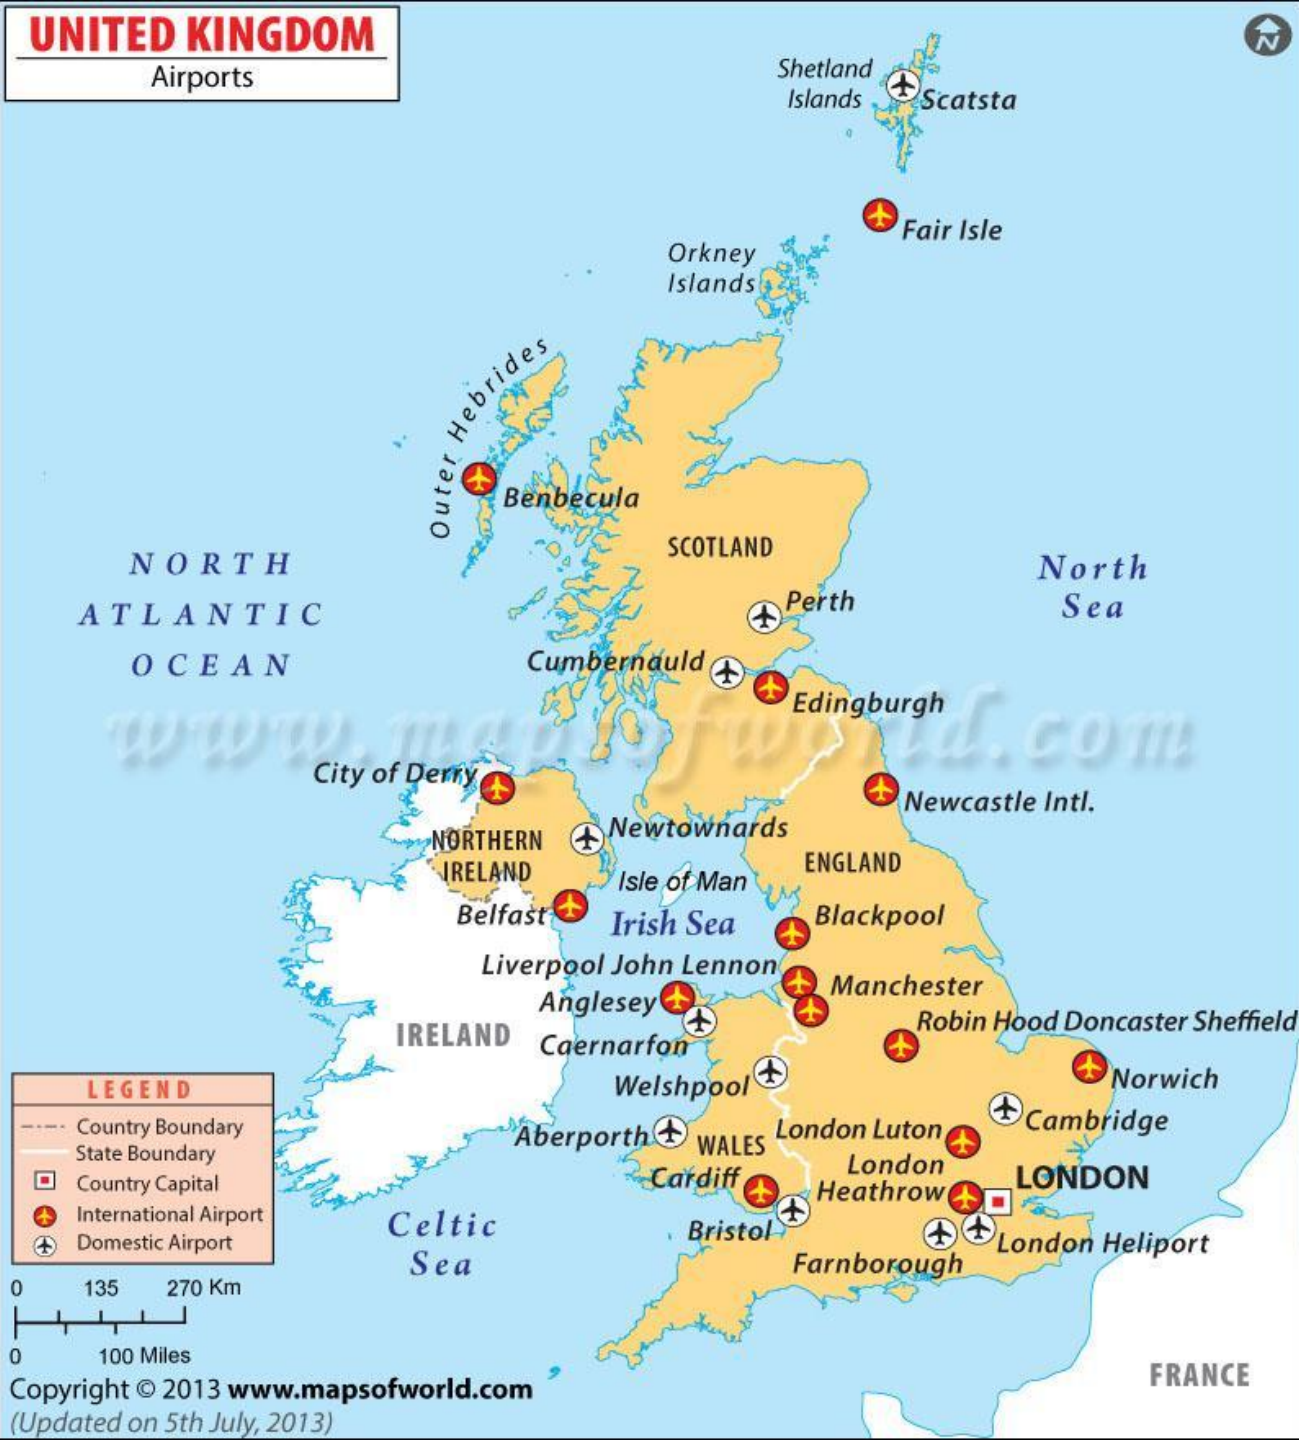 UNITED KINGDOM
Airports
N
Shetland
Islands
Scatsta
Fair Isle
Orkney
Islands
Outer Hebrides
Benbecula
SCOTLAND
NORTH
ATLANTIC
OCEAN
North
Sea
Perth
Cumbernauld
Edingburgh
www.mapsofworld.com
City of Derry
Newcastle Intl.
NORTHERN
IRELAND
Newtownards
ENGLAND
Isle of Man
Belfast
Irish Sea
Blackpool
Liverpool John Lennon
Manchester
Anglesey
Robin Hood Doncaster Sheffield
IRELAND
Caernarfon
Welshpool
Norwich
Cambridge
Aberporth
WALES
London Luton
London
Heathrow
LONDON
Cardiff
Bristol
London Heliport
Farnborough
Celtic
Sea
LEGEND
Country Boundary
State Boundary
Country Capital
International Airport
Domestic Airport
0 135 270 Km
0 100 Miles
FRANCE
Copyright © 2013 www.mapsofworld.com
(Updated on 5th July, 2013)